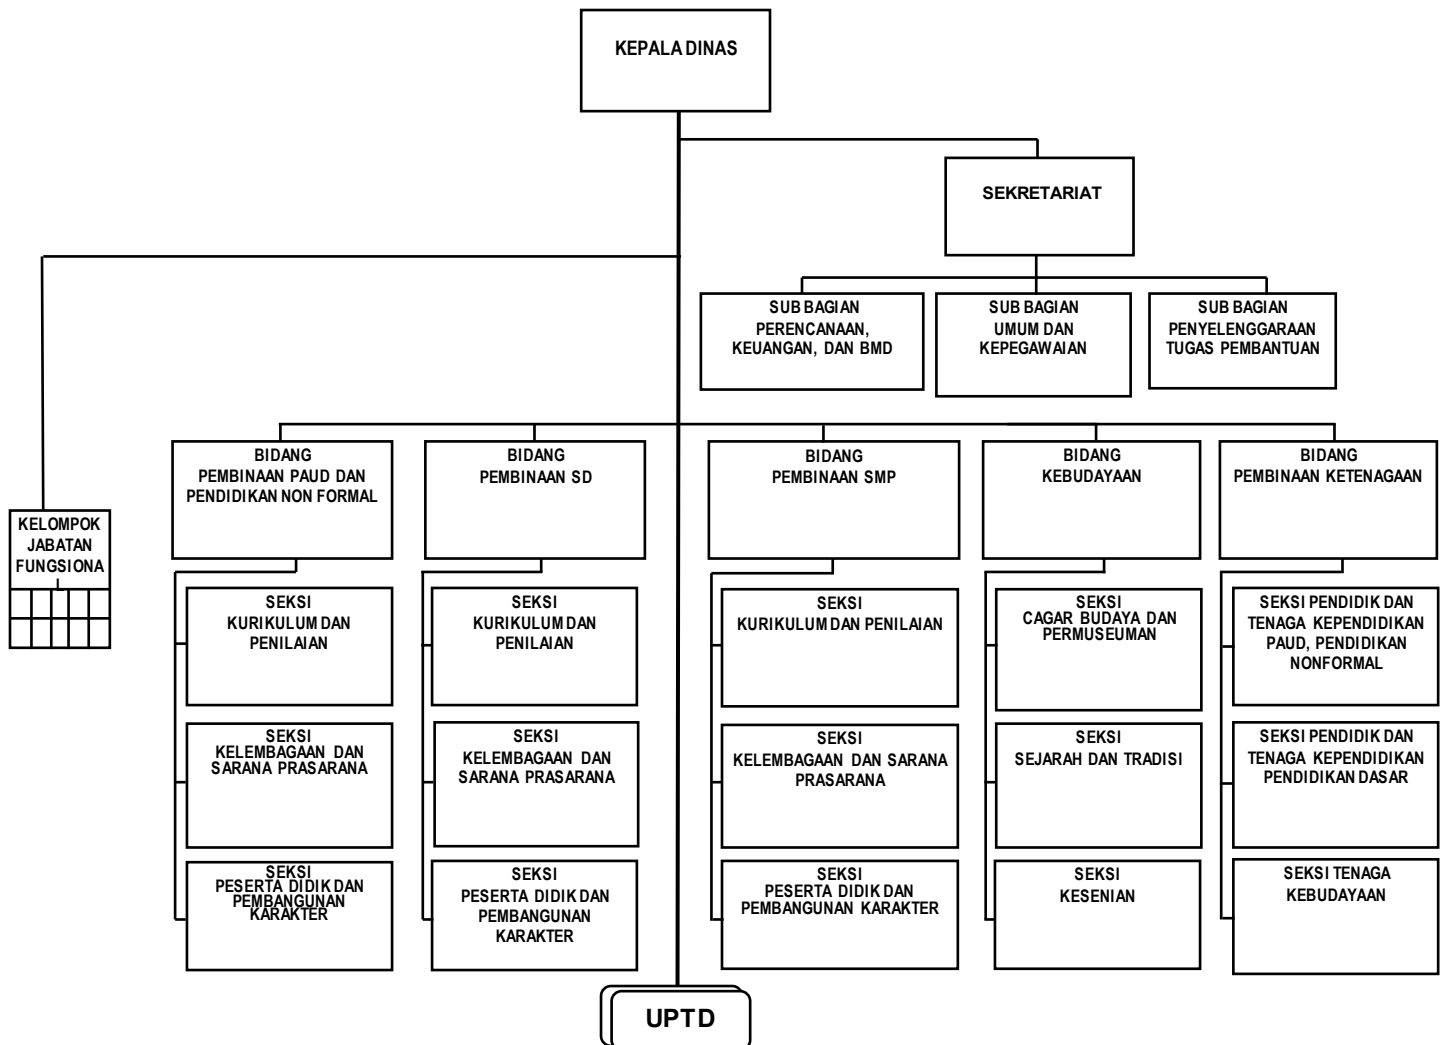 KEPALA DINAS
SEKRETARIAT
SUB BAGIAN
PERENCANAAN,
KEUANGAN, DAN BMD
SUB BAGIAN
UMUM DAN
KEPEGAWAIAN
SUB BAGIAN
PENYELENGGARAAN
TUGAS PEMBANTUAN
KELOMPOK
JABATAN
FUNGSIONA
L
BIDANG
PEMBINAAN PAUD DAN
PENDIDIKAN NON FORMAL
SEKSI
KURIKULUM DAN
PENILAIAN
SEKSI
KELEMBAGAAN DAN
SARANA PRASARANA
SEKSI
PESERTA DIDIK DAN
PEMBANGUNAN
KARAKTER
BIDANG
PEMBINAAN SD
SEKSI
KURIKULUM DAN
PENILAIAN
SEKSI
KELEMBAGAAN DAN
SARANA PRASARANA
SEKSI
PESERTA DIDIK DAN
PEMBANGUNAN
KARAKTER
BIDANG
PEMBINAAN SMP
SEKSI
KURIKULUM DAN PENILAIAN
SEKSI
KELEMBAGAAN DAN SARANA
PRASARANA
SEKSI
PESERTA DIDIK DAN
PEMBANGUNAN KARAKTER
BIDANG
KEBUDAYAAN
SEKSI
CAGAR BUDAYA DAN
PERMUSEUMAN
SEKSI
SEJARAH DAN TRADISI
SEKSI
KESENIAN
BIDANG
PEMBINAAN KETENAGAAN
SEKSI PENDIDIK DAN
TENAGA KEPENDIDIKAN
PAUD, PENDIDIKAN
NONFORMAL
SEKSI PENDIDIK DAN
TENAGA KEPENDIDIKAN
PENDIDIKAN DASAR
SEKSI TENAGA
KEBUDAYAAN
UPTD